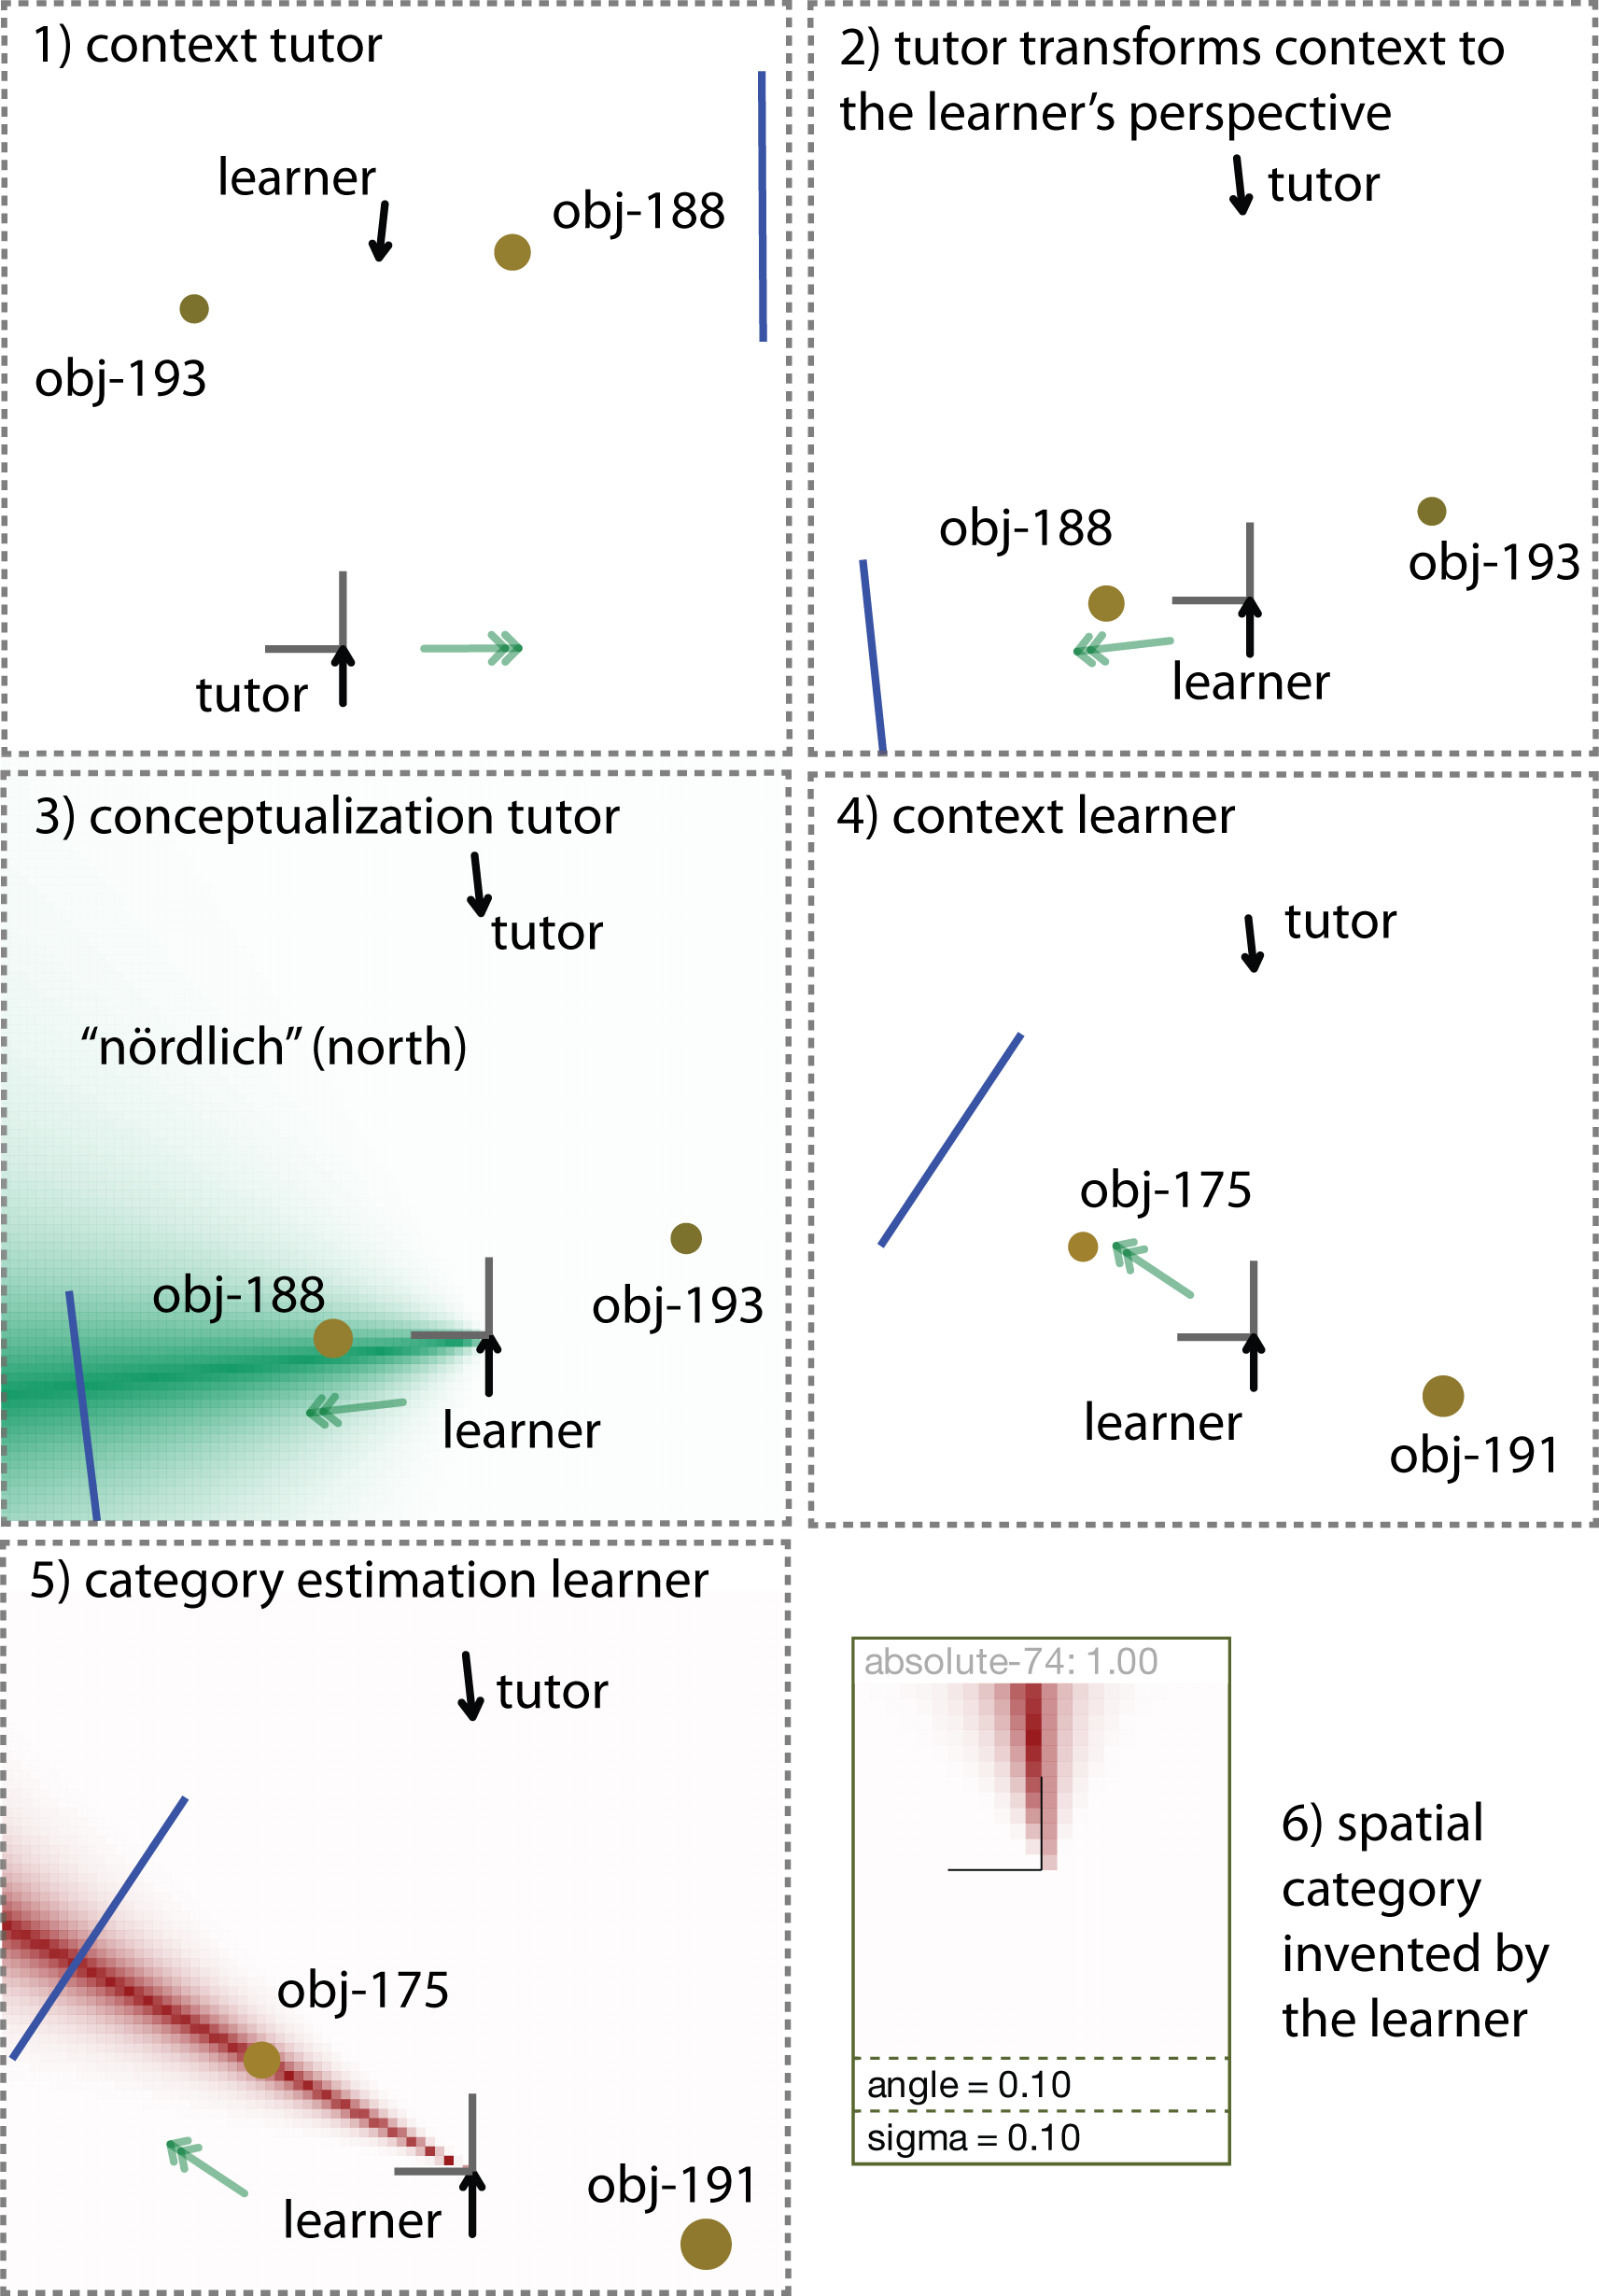 1) context tutor
learner
obj-188
obj-193
tutor
2) tutor transforms context to
the learner's perspective
tutor
obj-188
obj-193
learner
3) conceptualization tutor
tutor
“nördlich” (north)
obj-188
obj-193
learner
4) context learner
tutor
obj-175
learner
obj-191
5) category estimation learner
tutor
obj-175
obj-191
learner
absolute-74: 1.00
angle = 0.10
sigma = 0.10
6) spatial
category
invented by
the learner